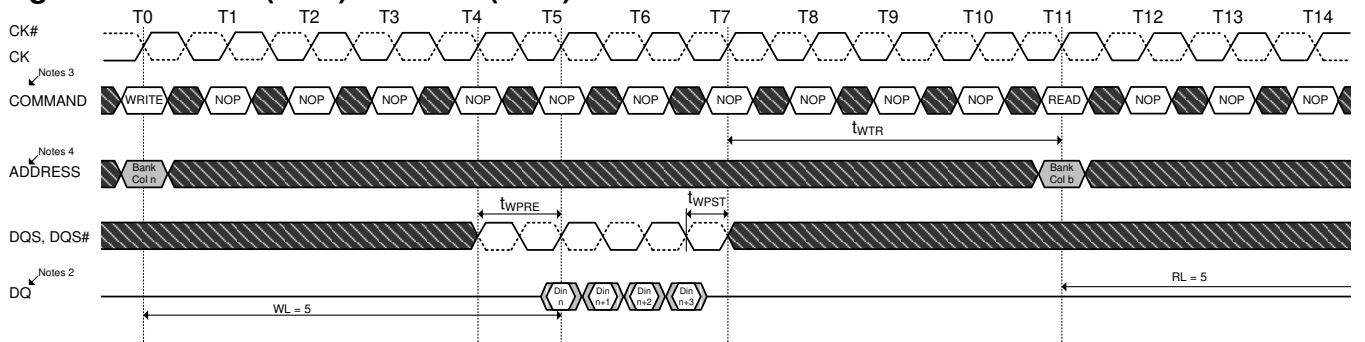 T0 T1 T2 T3 T4 T5 T6 T7 T8 T9 T10 T11 T12 T13 T14
CK#
CK
Notes 3
COMMAND WRITE NOP NOP NOP NOP NOP NOP NOP NOP NOP NOP READ NOP NOP NOP
tWTR
Notes 4
ADDRESS Bank Col n Bank Col b
tWPRE tWPST
DQS, DQS#
Notes 2
DQ Din n Din n+1 Din n+2 Din n+3
RL = 5
WL = 5